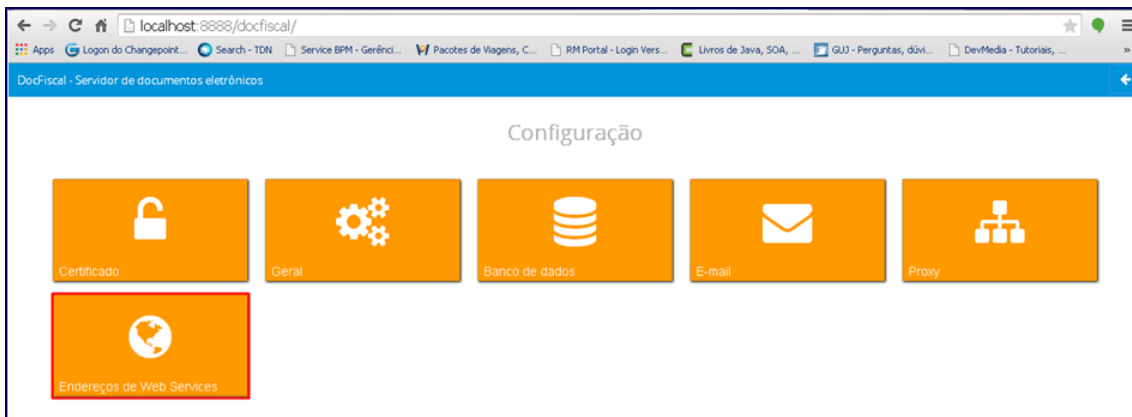 localhost:8888/docfiscal/
Apps Logon do Changepoint... Search - TDN Service BPM - Gerênci... Pacotes de Viagens, C... RM Portal - Login Vers... Livros de Java, SOA, ... GUJ - Perguntas, dúvi... DevMedia - Tutoriais, ... »
DocFiscal - Servidor de documentos eletrônicos
Configuração
Certificado Geral Banco de dados E-mail Proxy
Endereços de Web Services